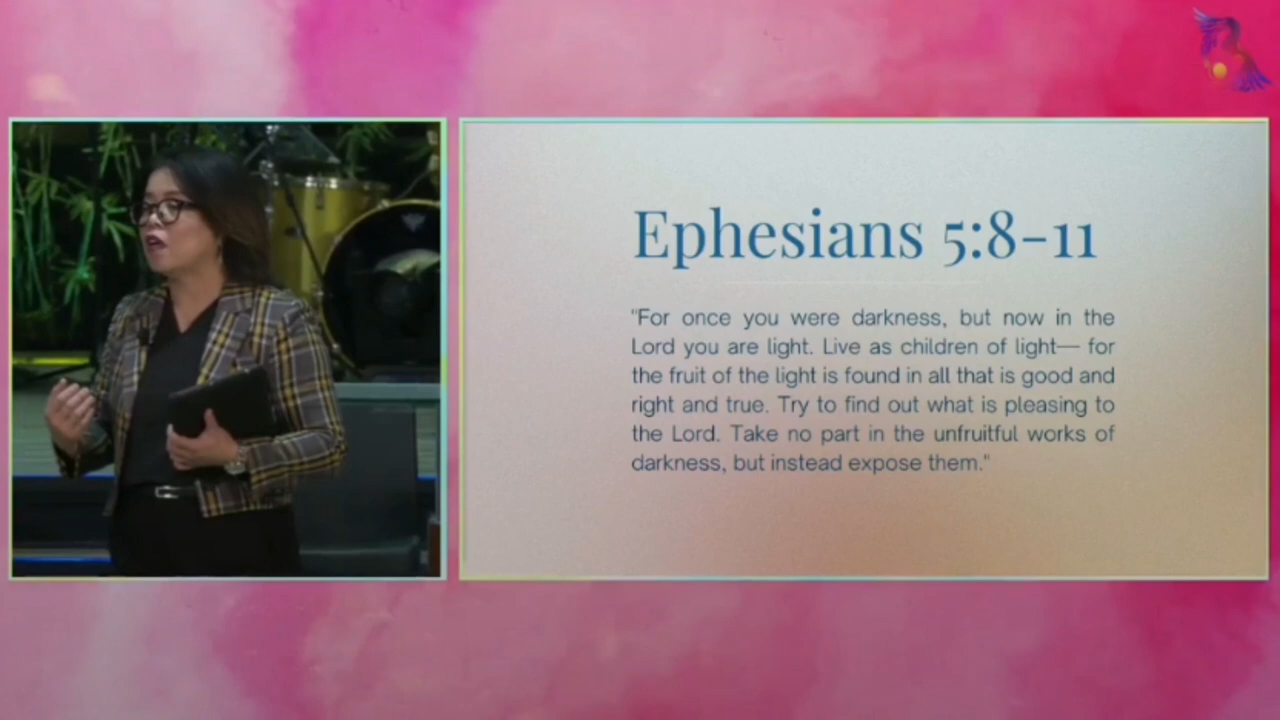 Ephesians 5:8-11
"For once you were darkness, but now in the
Lord you are light. Live as children of light— for
the fruit of the light is found in all that is good and
right and true. Try to find out what is pleasing to
the Lord. Take no part in the unfruitful works of
darkness, but instead expose them."